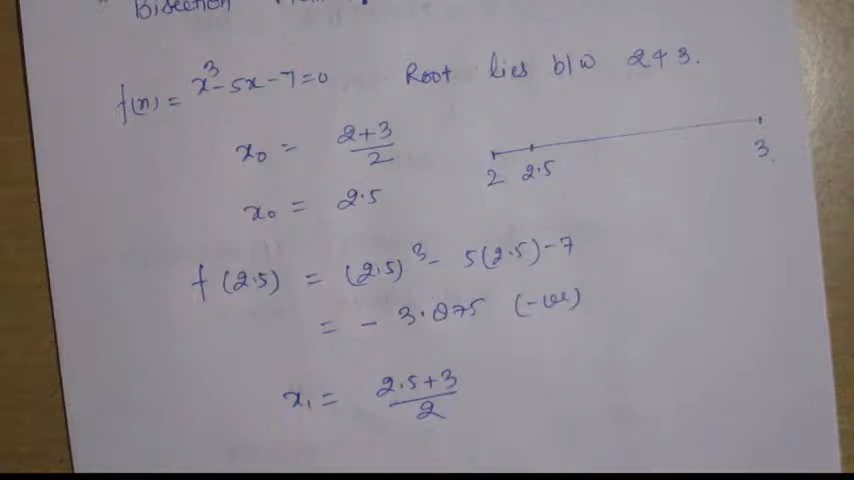 Bisection
f(x) = x³ - 5x - 7 = 0 Root lies b/w 2 & 3.
x₀ = (2+3)/2
2 2.5 3
x₀ = 2.5
f(2.5) = (2.5)³ - 5(2.5) - 7
= - 3.875 (-ve)
x₁ = (2.5+3)/2